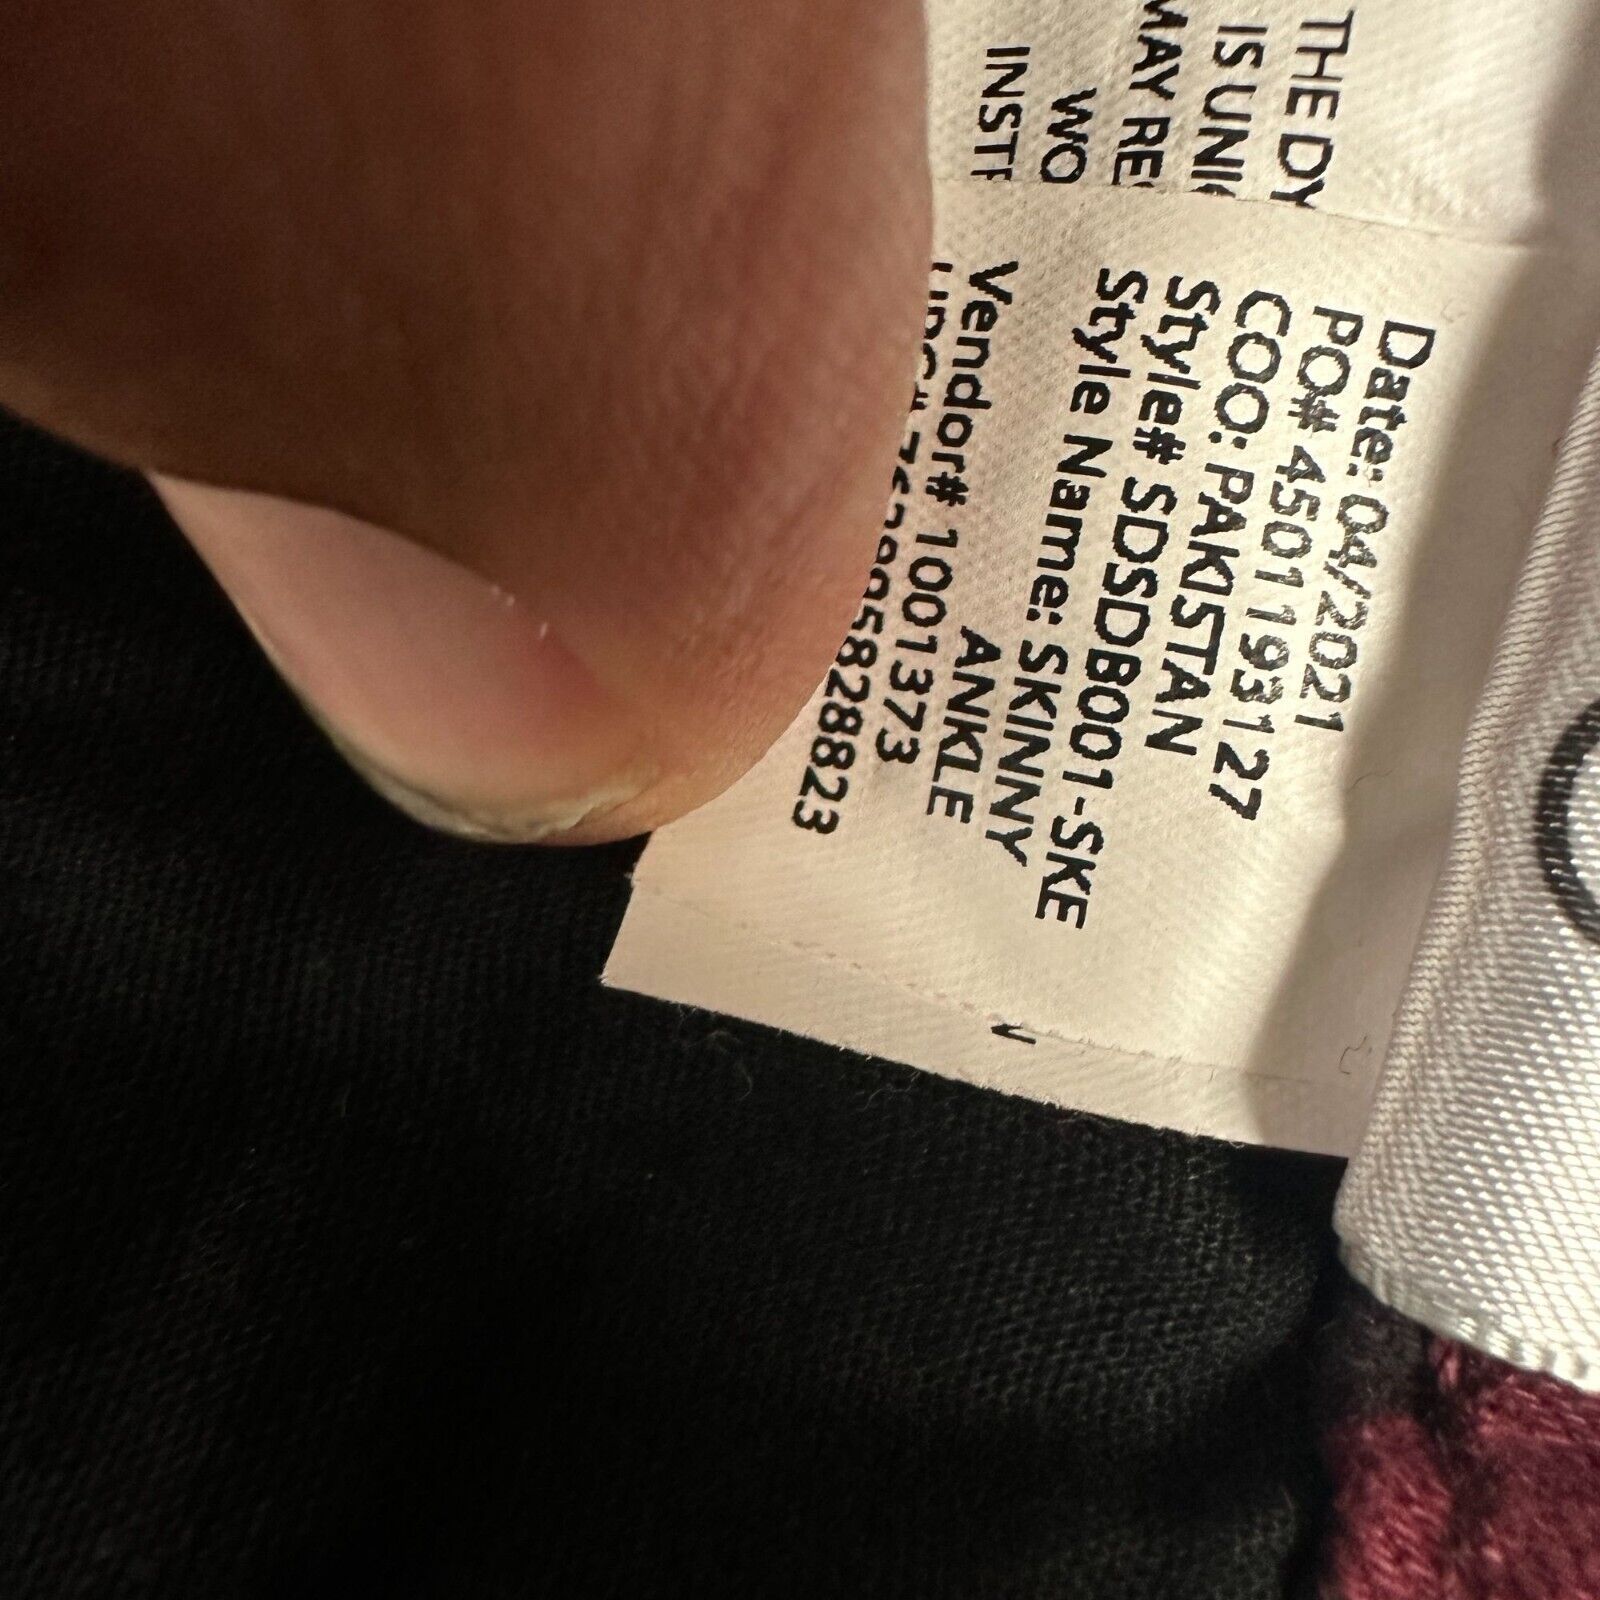 THE DY
IS UNI
MAY RE
WO
INST
Date: 04/2021
PO# 4501193127
COO: PAKISTAN
Style# SDSDB001-SKE
Style Name: SKINNY
ANKLE
Vendor# 1001373